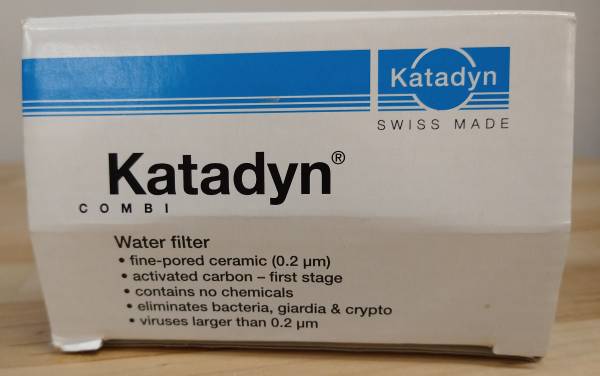 Katadyn
SWISS MADE
Katadyn®
COMBI
Water filter
• fine-pored ceramic (0.2 µm)
• activated carbon – first stage
• contains no chemicals
• eliminates bacteria, giardia & crypto
• viruses larger than 0.2 µm